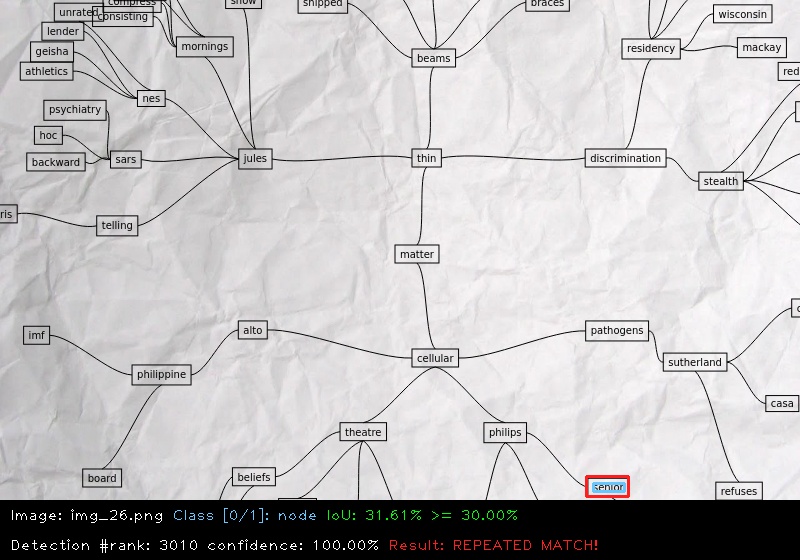 show
shipped
braces
compress
unrated
consisting
wisconsin
lender
mornings
residency
mackay
geisha
beams
athletics
red
nes
psychiatry
hoc
sars
backward
jules
thin
discrimination
stealth
ris
telling
matter
alto
pathogens
imf
cellular
sutherland
philippine
casa
theatre
philips
board
beliefs
senior
refuses
Image: img_26.png Class [0/1]: node IoU: 31.61% >= 30.00%
Detection #rank: 3010 confidence: 100.00% Result: REPEATED MATCH!